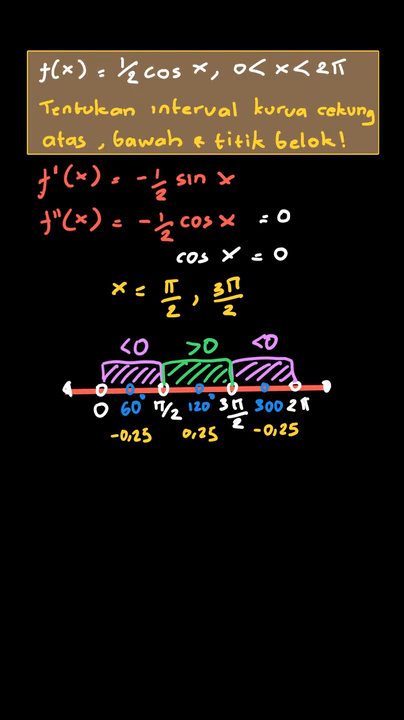 f(x) = 1/2 cos x, 0 < x < 2π
Tentukan interval kurva cekung
atas, bawah & titik belok!
f'(x) = -1/2 sin x
f"(x) = -1/2 cos x = 0
cos x = 0
x = π/2, 3π/2
<0 >0 <0
0 60° π/2 120° 3π/2 300 2π
-0,25 0,25 -0,25